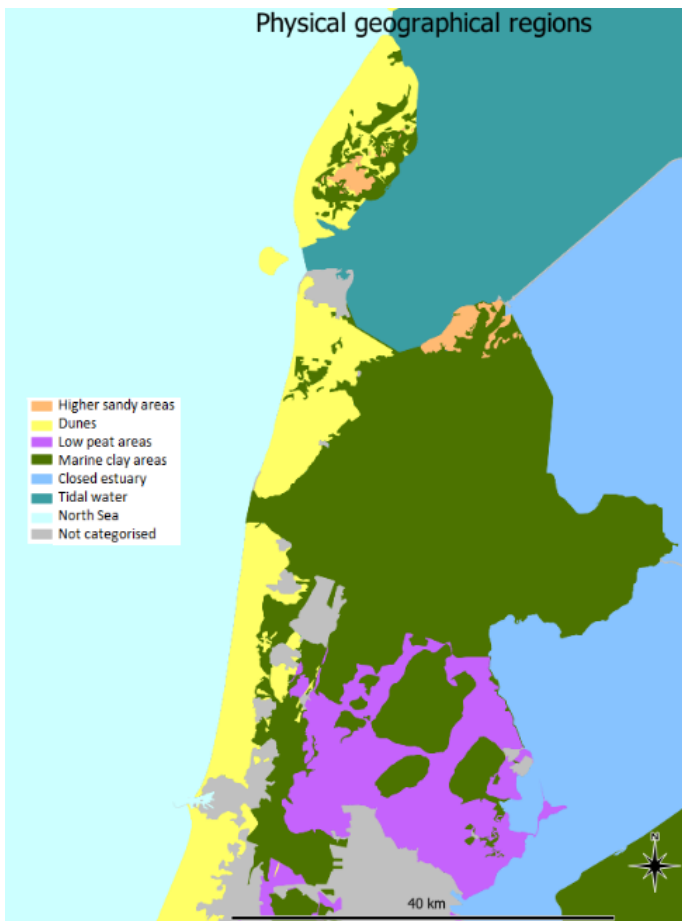 Physical geographical regions
Higher sandy areas
Dunes
Low peat areas
Marine clay areas
Closed estuary
Tidal water
North Sea
Not categorised
N
40 km